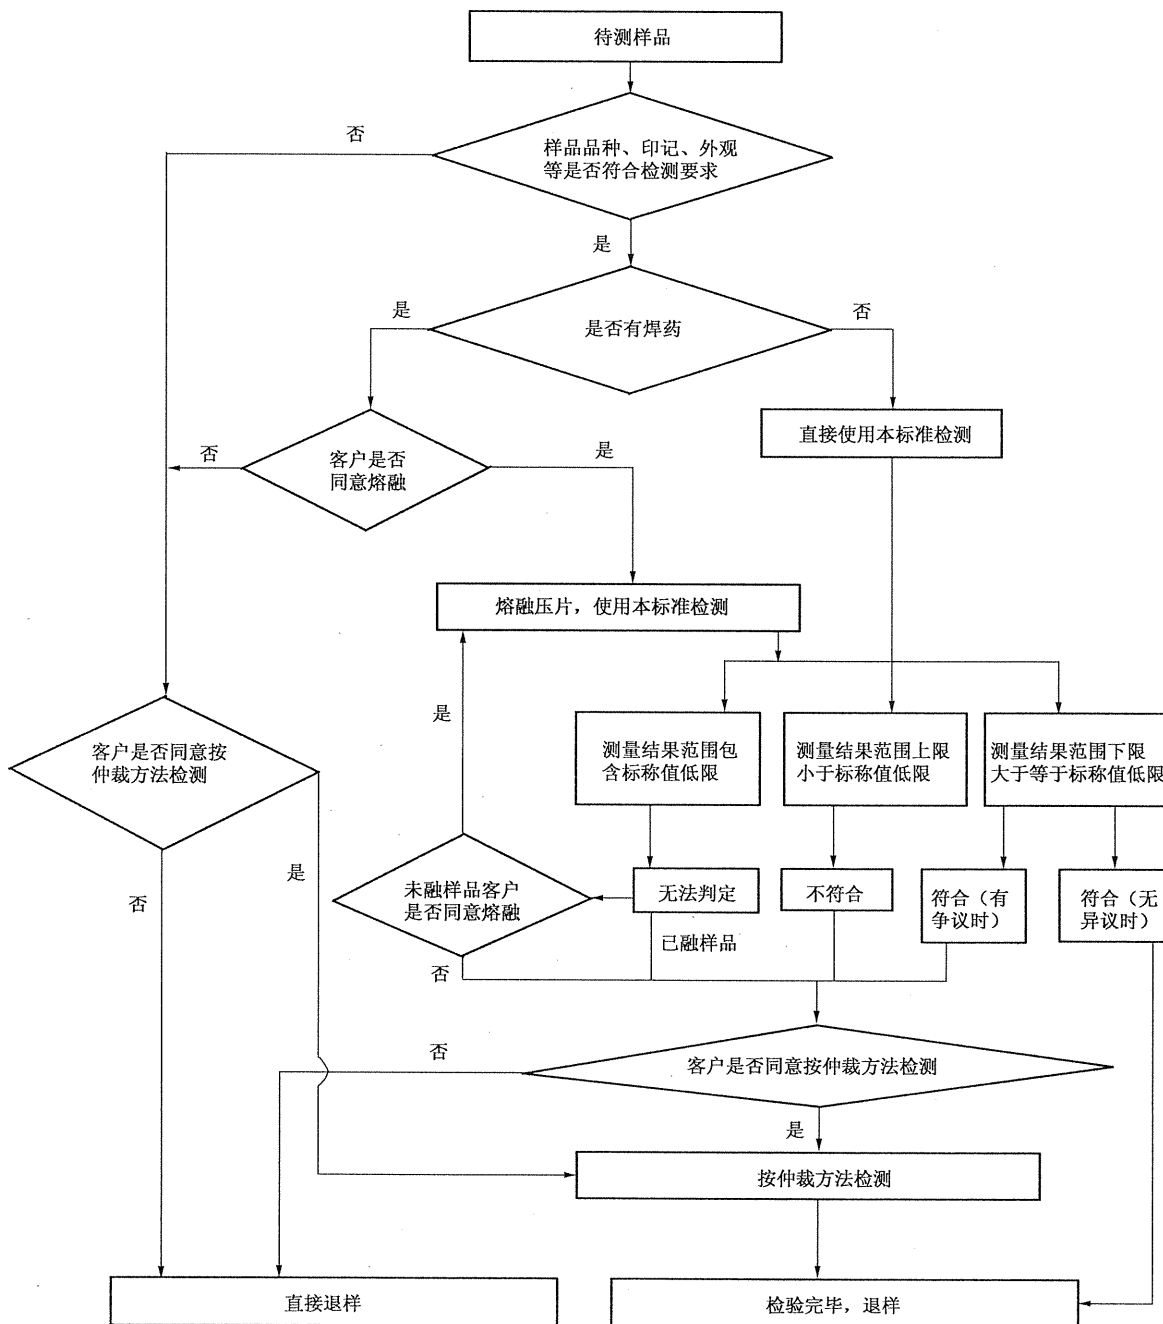 待测样品
否
样品品种、印记、外观
等是否符合检测要求
是
是
是否有焊药
否
直接使用本标准检测
否
客户是否
同意熔融
是
熔融压片，使用本标准检测
是
客户是否同意按
仲裁方法检测
测量结果范围包
含标称值低限
测量结果范围上限
小于标称值低限
测量结果范围下限
大于等于标称值低限
是
否
未融样品客户
是否同意熔融
无法判定
不符合
符合（有
争议时）
符合（无
异议时）
已融样品
否
否
客户是否同意按仲裁方法检测
是
按仲裁方法检测
直接退样
检验完毕，退样